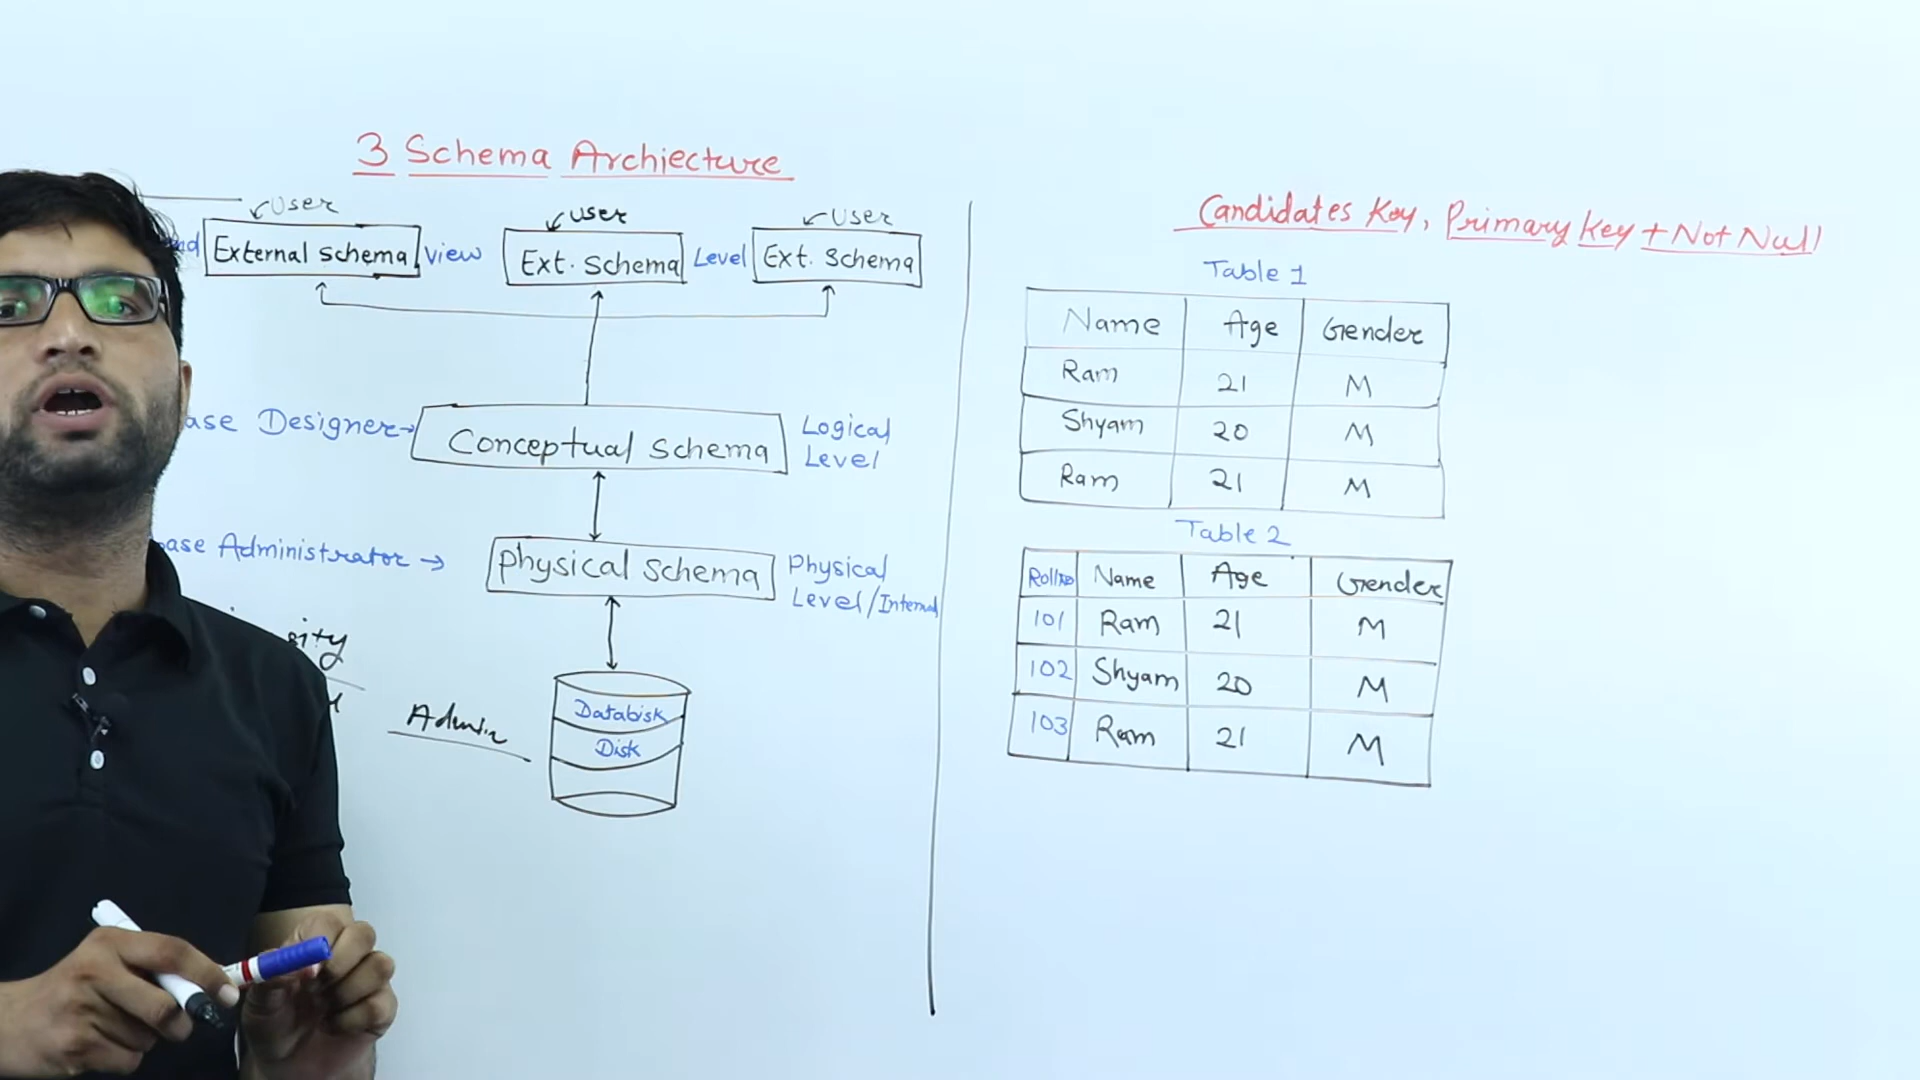 3 Schema Archiecture
User
user
User
External schema
View
Ext. Schema
Level
Ext. Schema
Designer →
Conceptual schema
Logical
Level
Administrator →
Physical schema
Physical
Level/Internal
Admin
Databisk
Disk
Candidates Key, Primary Key + Not Null
Table 1
Name Age Gender
Ram 21 M
Shyam 20 M
Ram 21 M
Table 2
Rollno Name Age Gender
101 Ram 21 M
102 Shyam 20 M
103 Ram 21 M